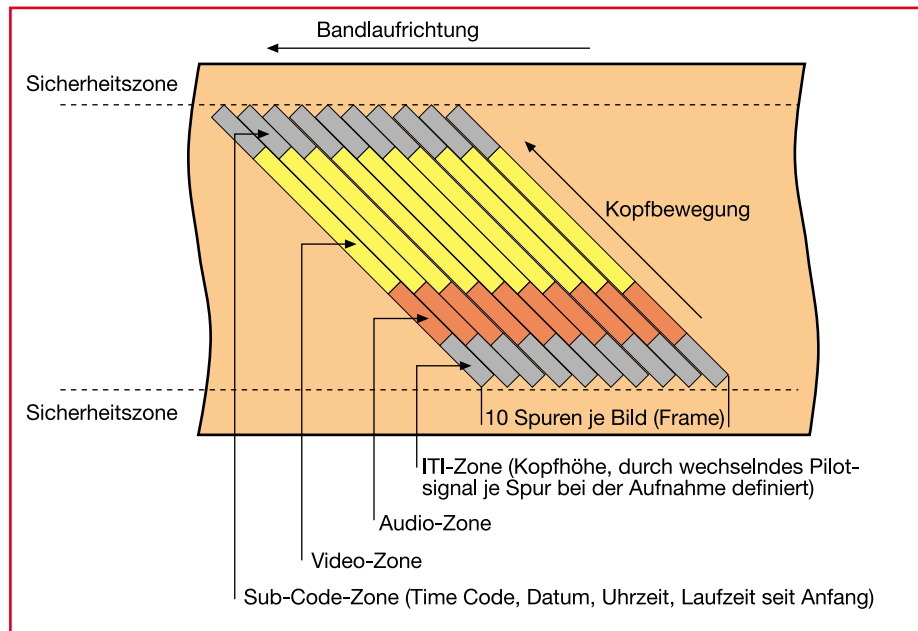 Bandlaufrichtung
Sicherheitszone
Kopfbewegung
Sicherheitszone
10 Spuren je Bild (Frame)
ITI-Zone (Kopfhöhe, durch wechselndes Pilot-
signal je Spur bei der Aufnahme definiert)
Audio-Zone
Video-Zone
Sub-Code-Zone (Time Code, Datum, Uhrzeit, Laufzeit seit Anfang)